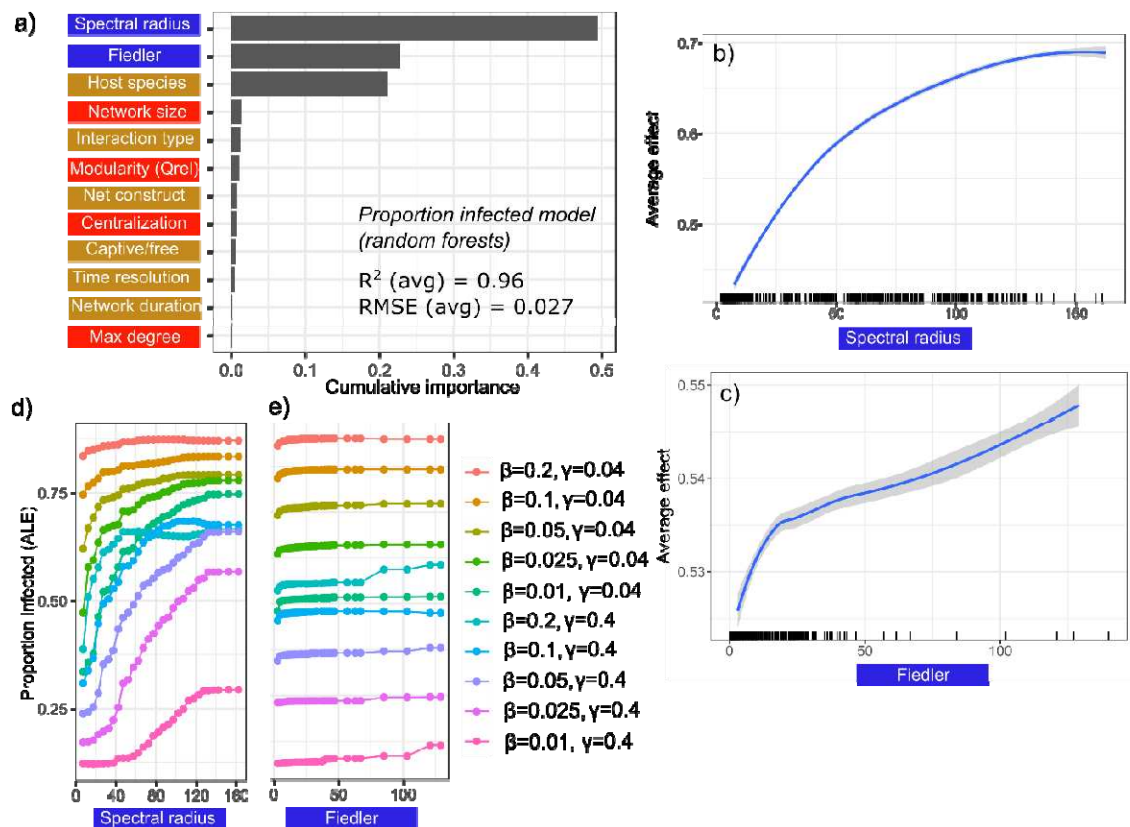 a)
Spectral radius
Fiedler
Host species
Network size
Interaction type
Modularity (Qrel)
Net construct
Centralization
Captive/free
Time resolution
Network duration
Max degree
Proportion infected model
(random forests)
R² (avg) = 0.96
RMSE (avg) = 0.027
0.0 0.1 0.2 0.3 0.4 0.5
Cumulative importance
b)
Average effect
0.7
0.6
0.5
0 50 100 150
Spectral radius
c)
Average effect
0.55
0.54
0.53
0 50 100
Fiedler
d)
Proportion Infected (ALE)
0.75
0.50
0.25
0 40 80 120 160
Spectral radius
e)
0 50 100
Fiedler
β=0.2, γ=0.04
β=0.1, γ=0.04
β=0.05, γ=0.04
β=0.025, γ=0.04
β=0.01, γ=0.04
β=0.2, γ=0.4
β=0.1, γ=0.4
β=0.05, γ=0.4
β=0.025, γ=0.4
β=0.01, γ=0.4